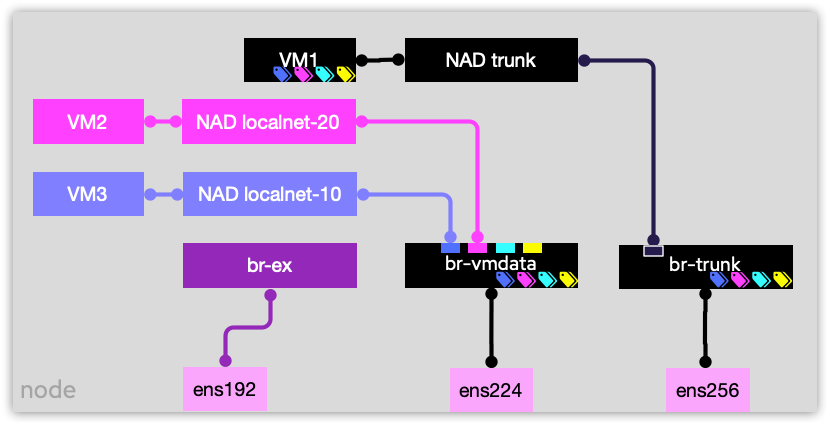 VM1
NAD trunk
VM2
NAD localnet-20
VM3
NAD localnet-10
br-ex
br-vmdata
br-trunk
ens192
ens224
ens256
node